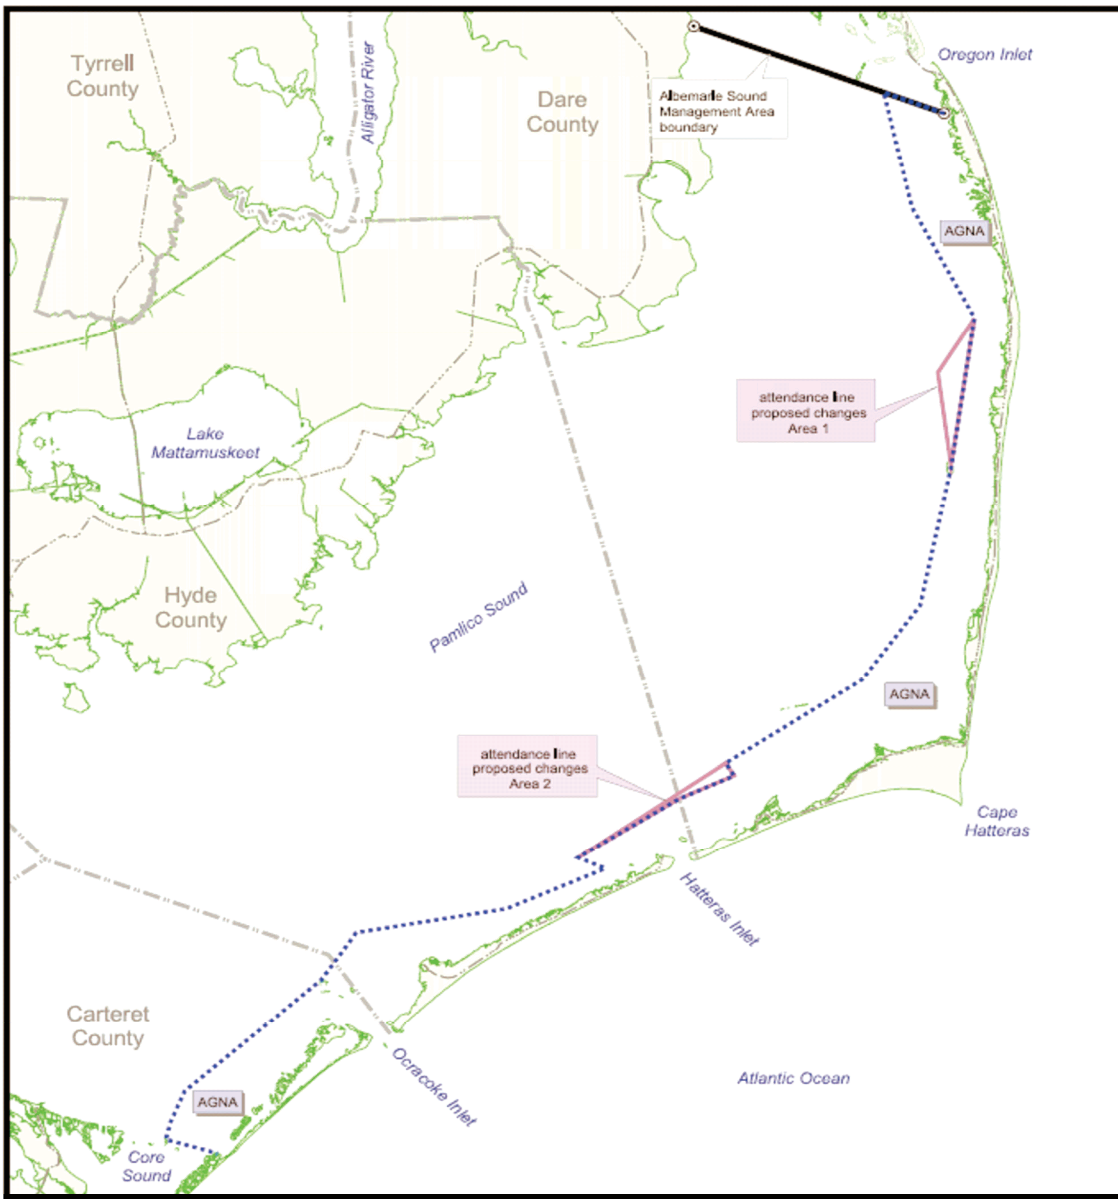 Tyrrell
County
Alligator River
Dare
County
Albemarle Sound
Management Area
boundary
Oregon Inlet
AGNA
attendance line
proposed changes
Area 1
Lake
Mattamuskeet
Hyde
County
Pamlico Sound
AGNA
attendance line
proposed changes
Area 2
Cape
Hatteras
Hatteras Inlet
Carteret
County
Ocracoke Inlet
Atlantic Ocean
AGNA
Core
Sound